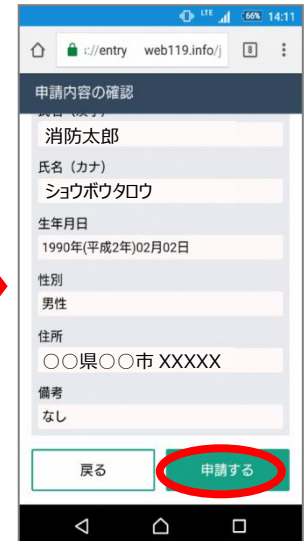 LTE 66% 14:11
://entry web119.info/j 8
申請内容の確認
消防太郎
氏名（カナ）
ショウボウタロウ
生年月日
1990年(平成2年)02月02日
性別
男性
住所
○○県○○市 XXXXX
備考
なし
戻る 申請する